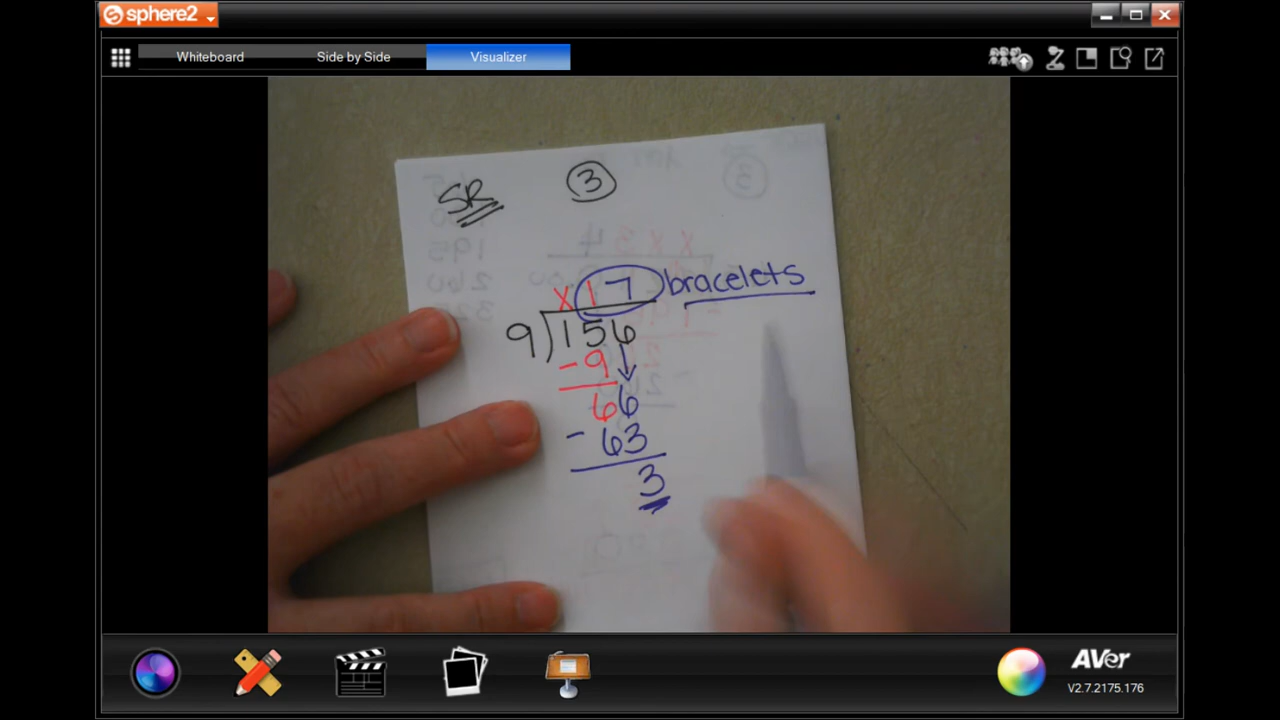 sphere2
Whiteboard Side by Side Visualizer
SR 3
x17 bracelets
9)156
-9
66
-63
3
AVer
V2.7.2175.176